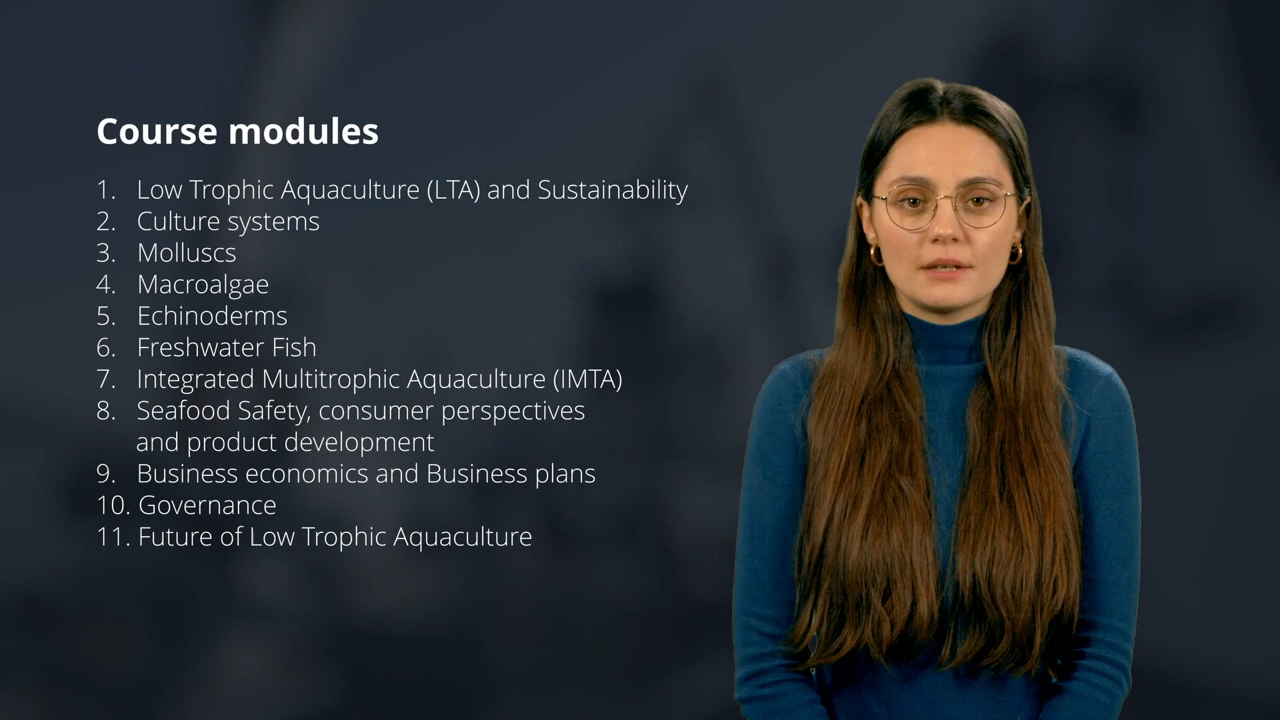 Course modules
1. Low Trophic Aquaculture (LTA) and Sustainability
2. Culture systems
3. Molluscs
4. Macroalgae
5. Echinoderms
6. Freshwater Fish
7. Integrated Multitrophic Aquaculture (IMTA)
8. Seafood Safety, consumer perspectives
and product development
9. Business economics and Business plans
10. Governance
11. Future of Low Trophic Aquaculture